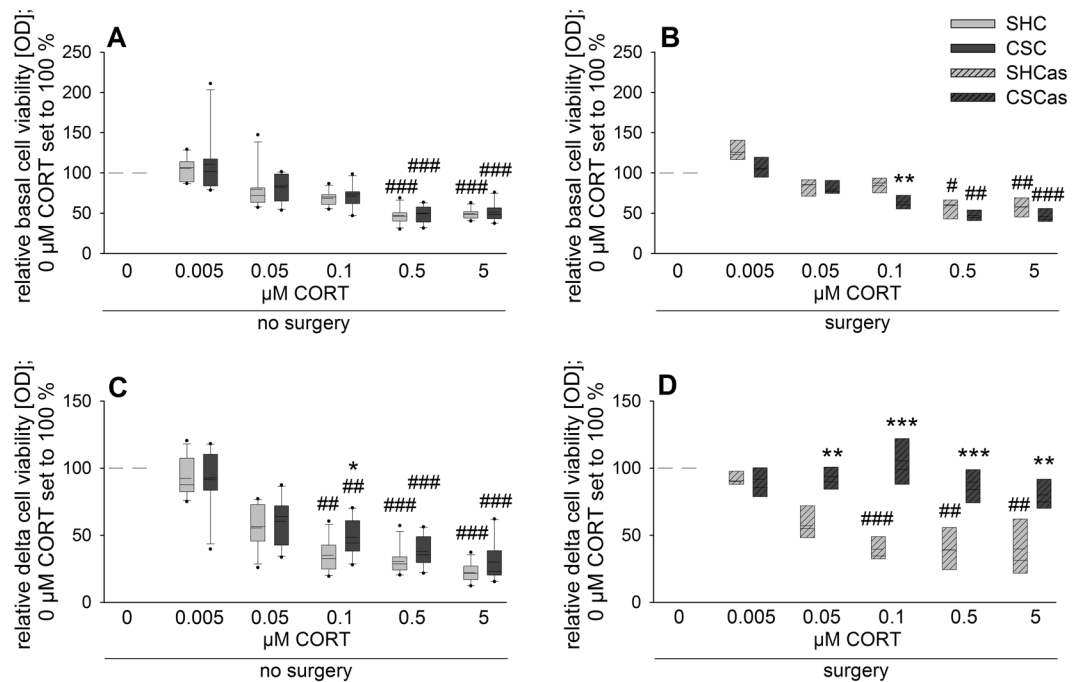 A
relative basal cell viability [OD];
0 µM CORT set to 100 %
250
200
150
100
50
0
### ###
### ###
0 0.005 0.05 0.1 0.5 5
µM CORT
no surgery
B
SHC
CSC
SHCas
CSCas
relative basal cell viability [OD];
0 µM CORT set to 100 %
250
200
150
100
50
0
**
# ##
## ###
0 0.005 0.05 0.1 0.5 5
µM CORT
surgery
C
relative delta cell viability [OD];
0 µM CORT set to 100 %
150
100
50
0
*
## ##
### ###
### ###
0 0.005 0.05 0.1 0.5 5
µM CORT
no surgery
D
relative delta cell viability [OD];
0 µM CORT set to 100 %
150
100
50
0
** *** *** **
### ## ##
0 0.005 0.05 0.1 0.5 5
µM CORT
surgery